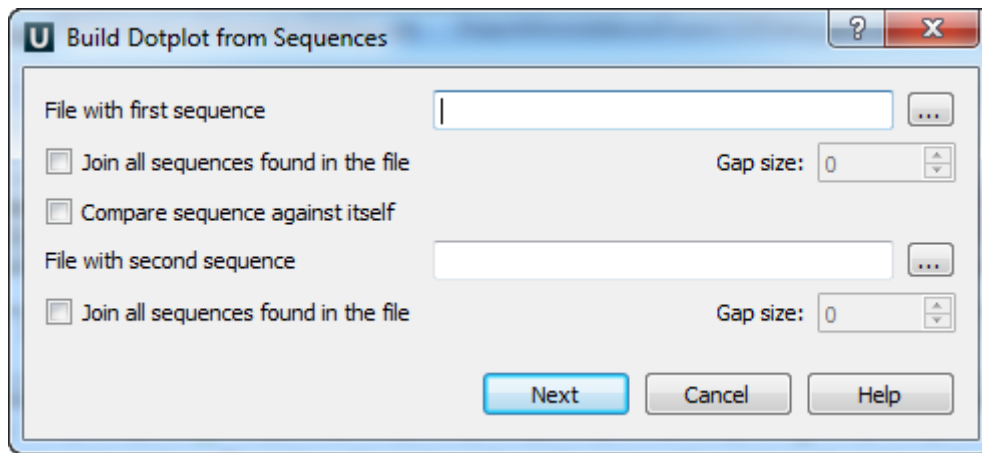 U Build Dotplot from Sequences ? X
File with first sequence ...
Join all sequences found in the file Gap size: 0
Compare sequence against itself
File with second sequence ...
Join all sequences found in the file Gap size: 0
Next Cancel Help